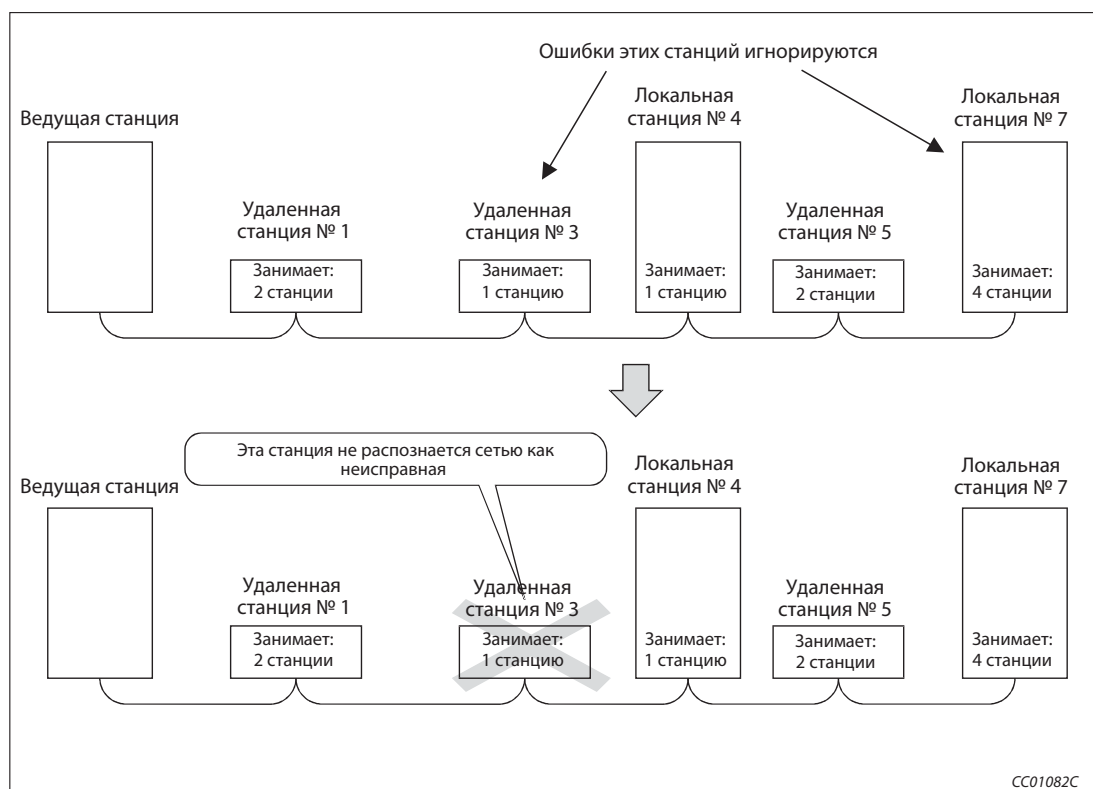 Ошибки этих станций игнорируются
Ведущая станция
Локальная
станция № 4
Локальная
станция № 7
Удаленная
станция № 1
Удаленная
станция № 3
Удаленная
станция № 5
Занимает:
2 станции
Занимает:
1 станцию
Занимает:
1 станцию
Занимает:
2 станции
Занимает:
4 станции
Эта станция не распознается сетью как
неисправная
Ведущая станция
Локальная
станция № 4
Локальная
станция № 7
Удаленная
станция № 1
Удаленная
станция № 3
Удаленная
станция № 5
Занимает:
2 станции
Занимает:
1 станцию
Занимает:
1 станцию
Занимает:
2 станции
Занимает:
4 станции
CC01082C